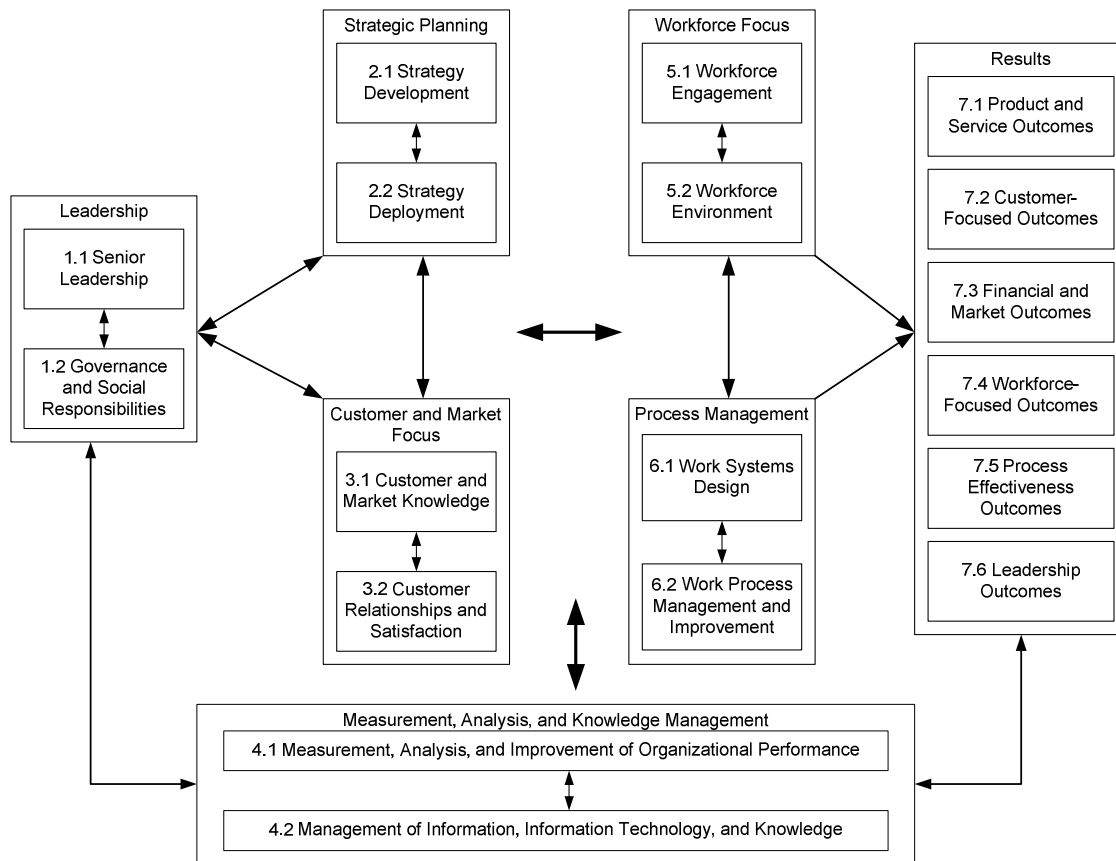 Strategic Planning
2.1 Strategy
Development
2.2 Strategy
Deployment
Workforce Focus
5.1 Workforce
Engagement
5.2 Workforce
Environment
Results
7.1 Product and
Service Outcomes
7.2 Customer-
Focused Outcomes
7.3 Financial and
Market Outcomes
7.4 Workforce-
Focused Outcomes
7.5 Process
Effectiveness
Outcomes
7.6 Leadership
Outcomes
Leadership
1.1 Senior
Leadership
1.2 Governance
and Social
Responsibilities
Customer and Market
Focus
3.1 Customer and
Market Knowledge
3.2 Customer
Relationships and
Satisfaction
Process Management
6.1 Work Systems
Design
6.2 Work Process
Management and
Improvement
Measurement, Analysis, and Knowledge Management
4.1 Measurement, Analysis, and Improvement of Organizational Performance
4.2 Management of Information, Information Technology, and Knowledge